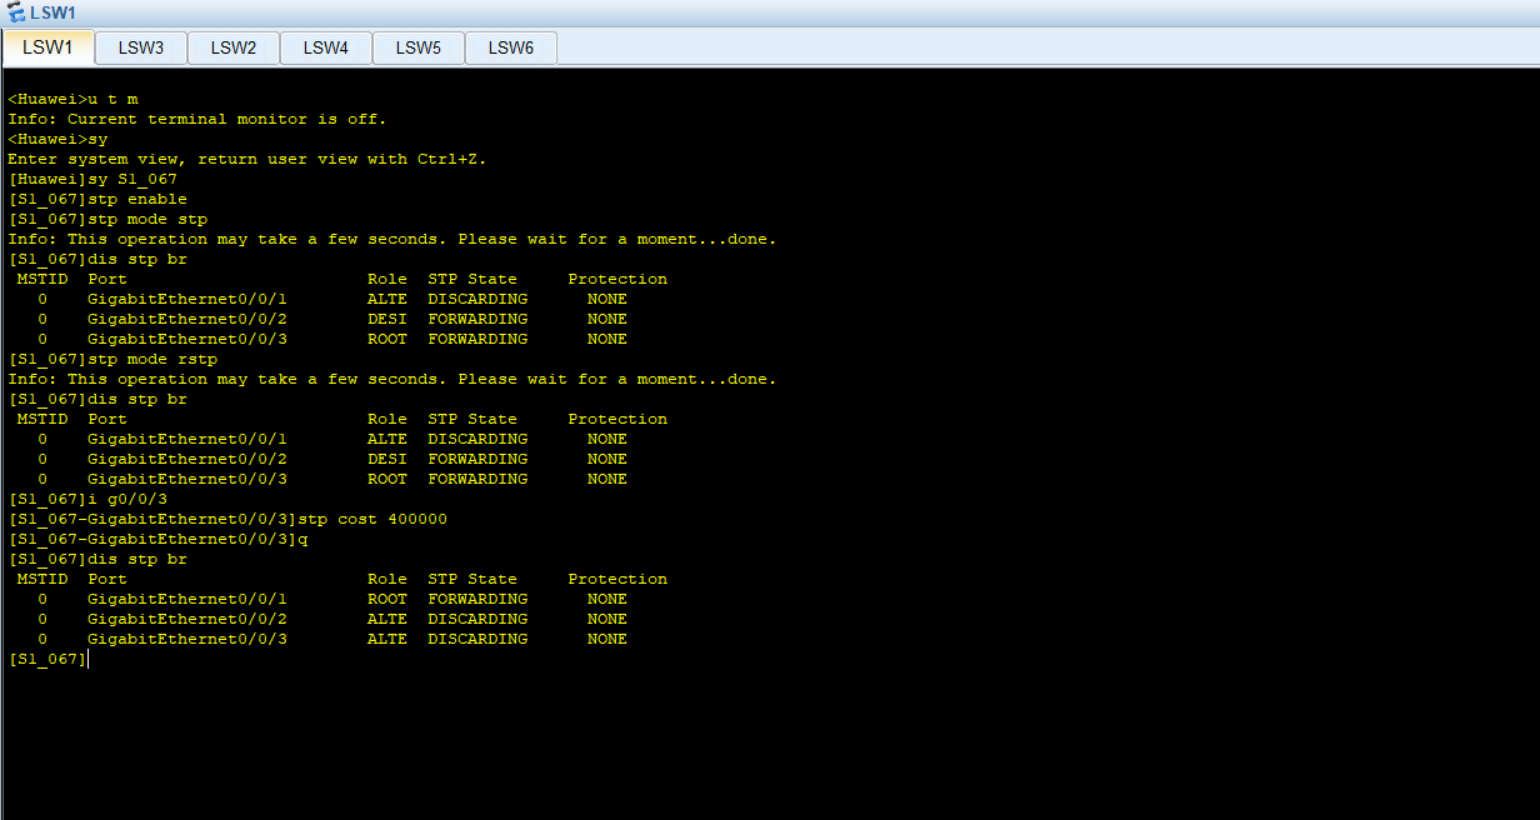 LSW1
LSW1 LSW3 LSW2 LSW4 LSW5 LSW6
<Huawei>u t m
Info: Current terminal monitor is off.
<Huawei>sy
Enter system view, return user view with Ctrl+Z.
[Huawei]sy S1_067
[S1_067]stp enable
[S1_067]stp mode stp
Info: This operation may take a few seconds. Please wait for a moment...done.
[S1_067]dis stp br
MSTID Port Role STP State Protection
0 GigabitEthernet0/0/1 ALTE DISCARDING NONE
0 GigabitEthernet0/0/2 DESI FORWARDING NONE
0 GigabitEthernet0/0/3 ROOT FORWARDING NONE
[S1_067]stp mode rstp
Info: This operation may take a few seconds. Please wait for a moment...done.
[S1_067]dis stp br
MSTID Port Role STP State Protection
0 GigabitEthernet0/0/1 ALTE DISCARDING NONE
0 GigabitEthernet0/0/2 DESI FORWARDING NONE
0 GigabitEthernet0/0/3 ROOT FORWARDING NONE
[S1_067]i g0/0/3
[S1_067-GigabitEthernet0/0/3]stp cost 400000
[S1_067-GigabitEthernet0/0/3]q
[S1_067]dis stp br
MSTID Port Role STP State Protection
0 GigabitEthernet0/0/1 ROOT FORWARDING NONE
0 GigabitEthernet0/0/2 ALTE DISCARDING NONE
0 GigabitEthernet0/0/3 ALTE DISCARDING NONE
[S1_067]